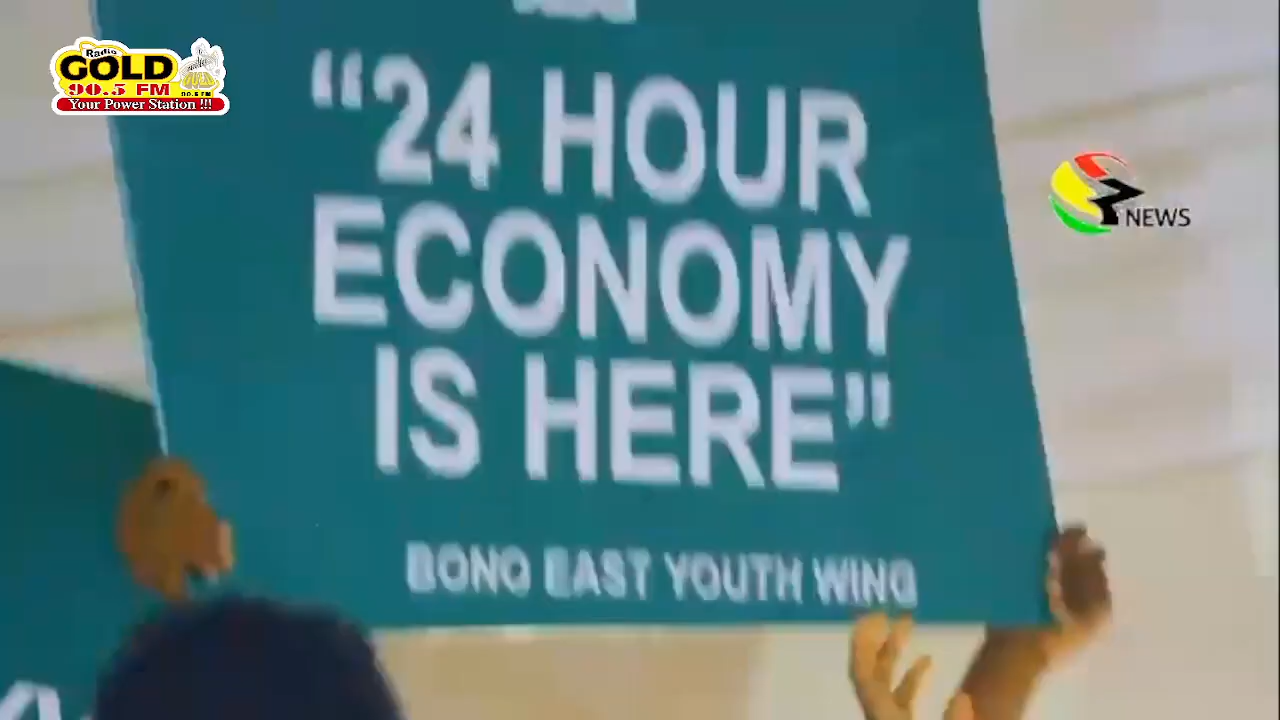 Radio
GOLD
90.5 FM
Your Power Station !!!
"24 HOUR
ECONOMY
IS HERE"
BONO EAST YOUTH WING
NEWS